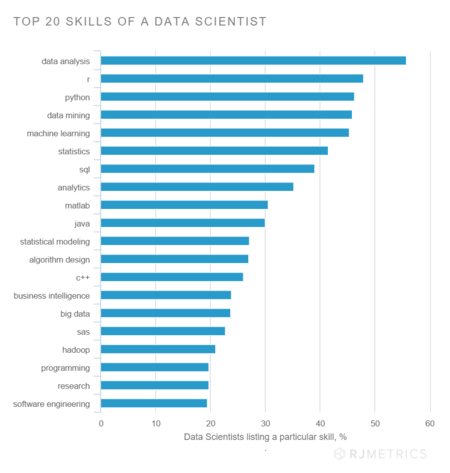 TOP 20 SKILLS OF A DATA SCIENTIST
data analysis
r
python
data mining
machine learning
statistics
sql
analytics
matlab
java
statistical modeling
algorithm design
c++
business intelligence
big data
sas
hadoop
programming
research
software engineering
0 10 20 30 40 50 60
Data Scientists listing a particular skill, %
RJMETRICS